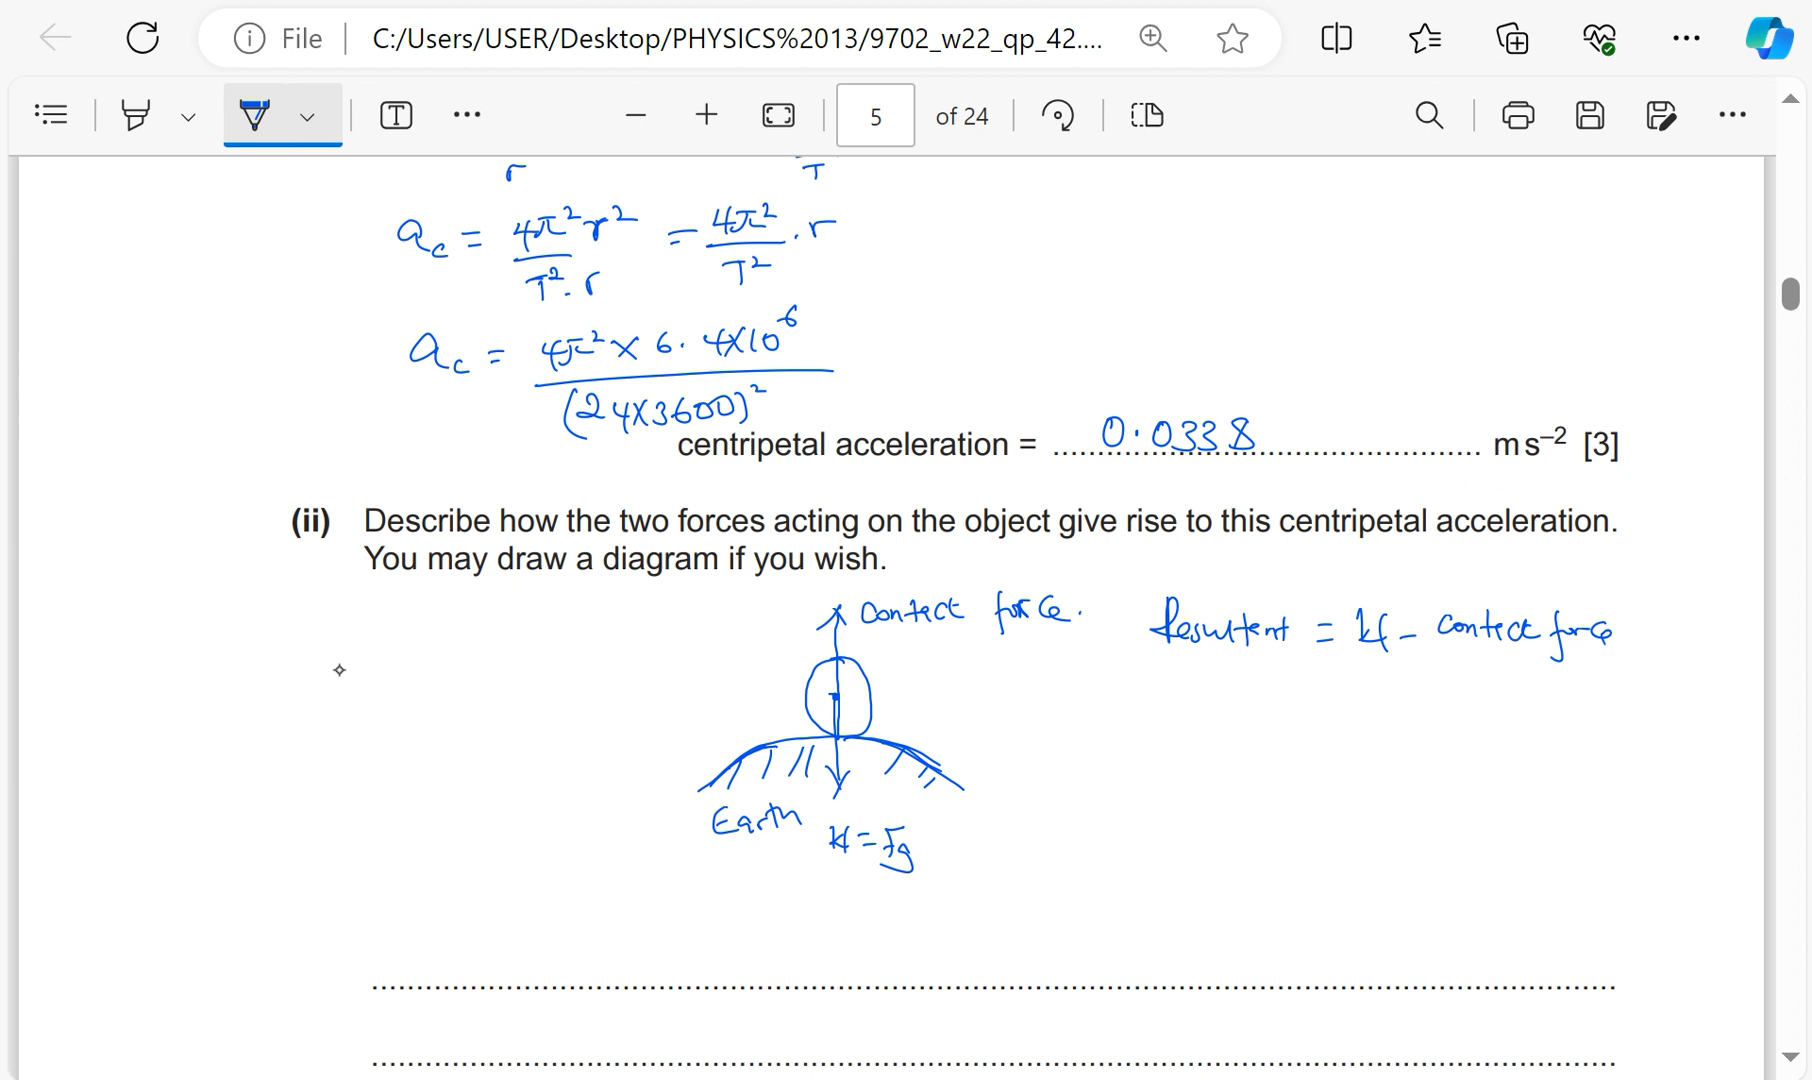 File C:/Users/USER/Desktop/PHYSICS%2013/9702_w22_qp_42....
5 of 24
r T
a_c = 4π²r² / T².r = 4π² / T² . r
a_c = 4π² × 6.4×10⁶ / (24×3600)²
centripetal acceleration = 0.0338 m s⁻² [3]
(ii) Describe how the two forces acting on the object give rise to this centripetal acceleration.
You may draw a diagram if you wish.
Contact force. Resultant = W - Contact force
Earth
W = Fg